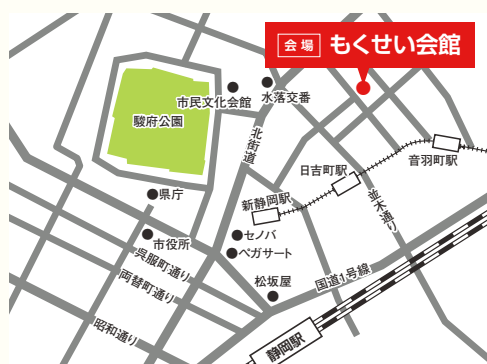 会場 もくせい会館
市民文化会館
水落交番
駿府公園
北街道
音羽町駅
日吉町駅
県庁
新静岡駅
並木通り
市役所
セノバ
呉服町通り
ペガサート
両替町通り
松坂屋
国道1号線
昭和通り
静岡駅